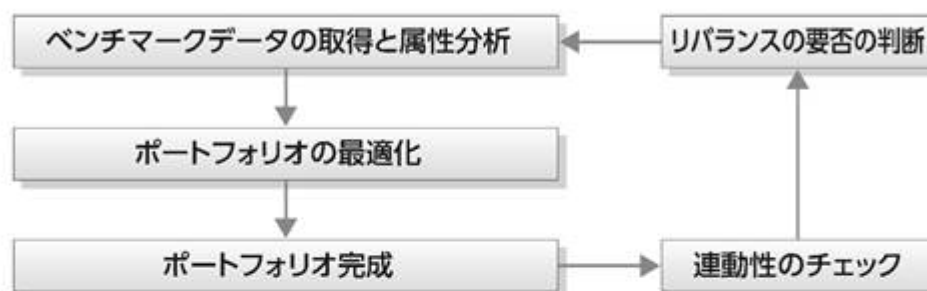 ベンチマークデータの取得と属性分析
リバランスの要否の判断
ポートフォリオの最適化
ポートフォリオ完成
連動性のチェック